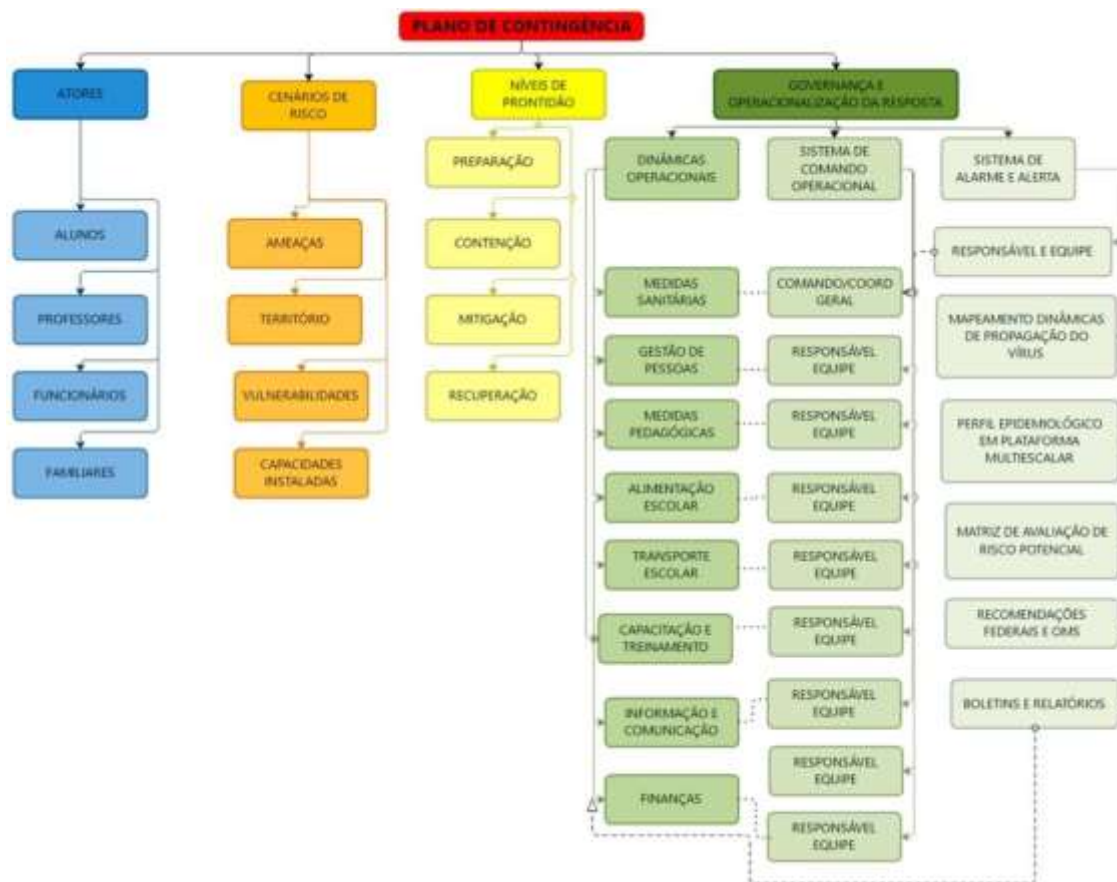 PLANO DE CONTINGÊNCIA
ATORES
CENÁRIOS DE
RISCO
NÍVEIS DE
PRONTIDÃO
GOVERNANÇA E
OPERACIONALIZAÇÃO DA RESPOSTA
ALUNOS
PROFESSORES
FUNCIONÁRIOS
FAMILIARES
AMEAÇAS
TERRITÓRIO
VULNERABILIDADES
CAPACIDADES
INSTALADAS
PREPARAÇÃO
CONTENÇÃO
MITIGAÇÃO
RECUPERAÇÃO
DINÂMICAS
OPERACIONAIS
MEDIDAS
SANITÁRIAS
GESTÃO DE
PESSOAS
MEDIDAS
PEDAGÓGICAS
ALIMENTAÇÃO
ESCOLAR
TRANSPORTE
ESCOLAR
CAPACITAÇÃO E
TREINAMENTO
INFORMAÇÃO E
COMUNICAÇÃO
FINANÇAS
SISTEMA DE
COMANDO
OPERACIONAL
COMANDO/COORD
GERAL
RESPONSÁVEL
EQUIPE
RESPONSÁVEL
EQUIPE
RESPONSÁVEL
EQUIPE
RESPONSÁVEL
EQUIPE
RESPONSÁVEL
EQUIPE
RESPONSÁVEL
EQUIPE
RESPONSÁVEL
EQUIPE
RESPONSÁVEL
EQUIPE
SISTEMA DE
ALARME E ALERTA
RESPONSÁVEL E EQUIPE
MAPEAMENTO DINÂMICAS
DE PROPAGAÇÃO DO
VÍRUS
PERFIL EPIDEMIOLÓGICO
EM PLATAFORMA
MULTIESCALAR
MATRIZ DE AVALIAÇÃO DE
RISCO POTENCIAL
RECOMENDAÇÕES
FEDERAIS E OMS
BOLETINS E RELATÓRIOS